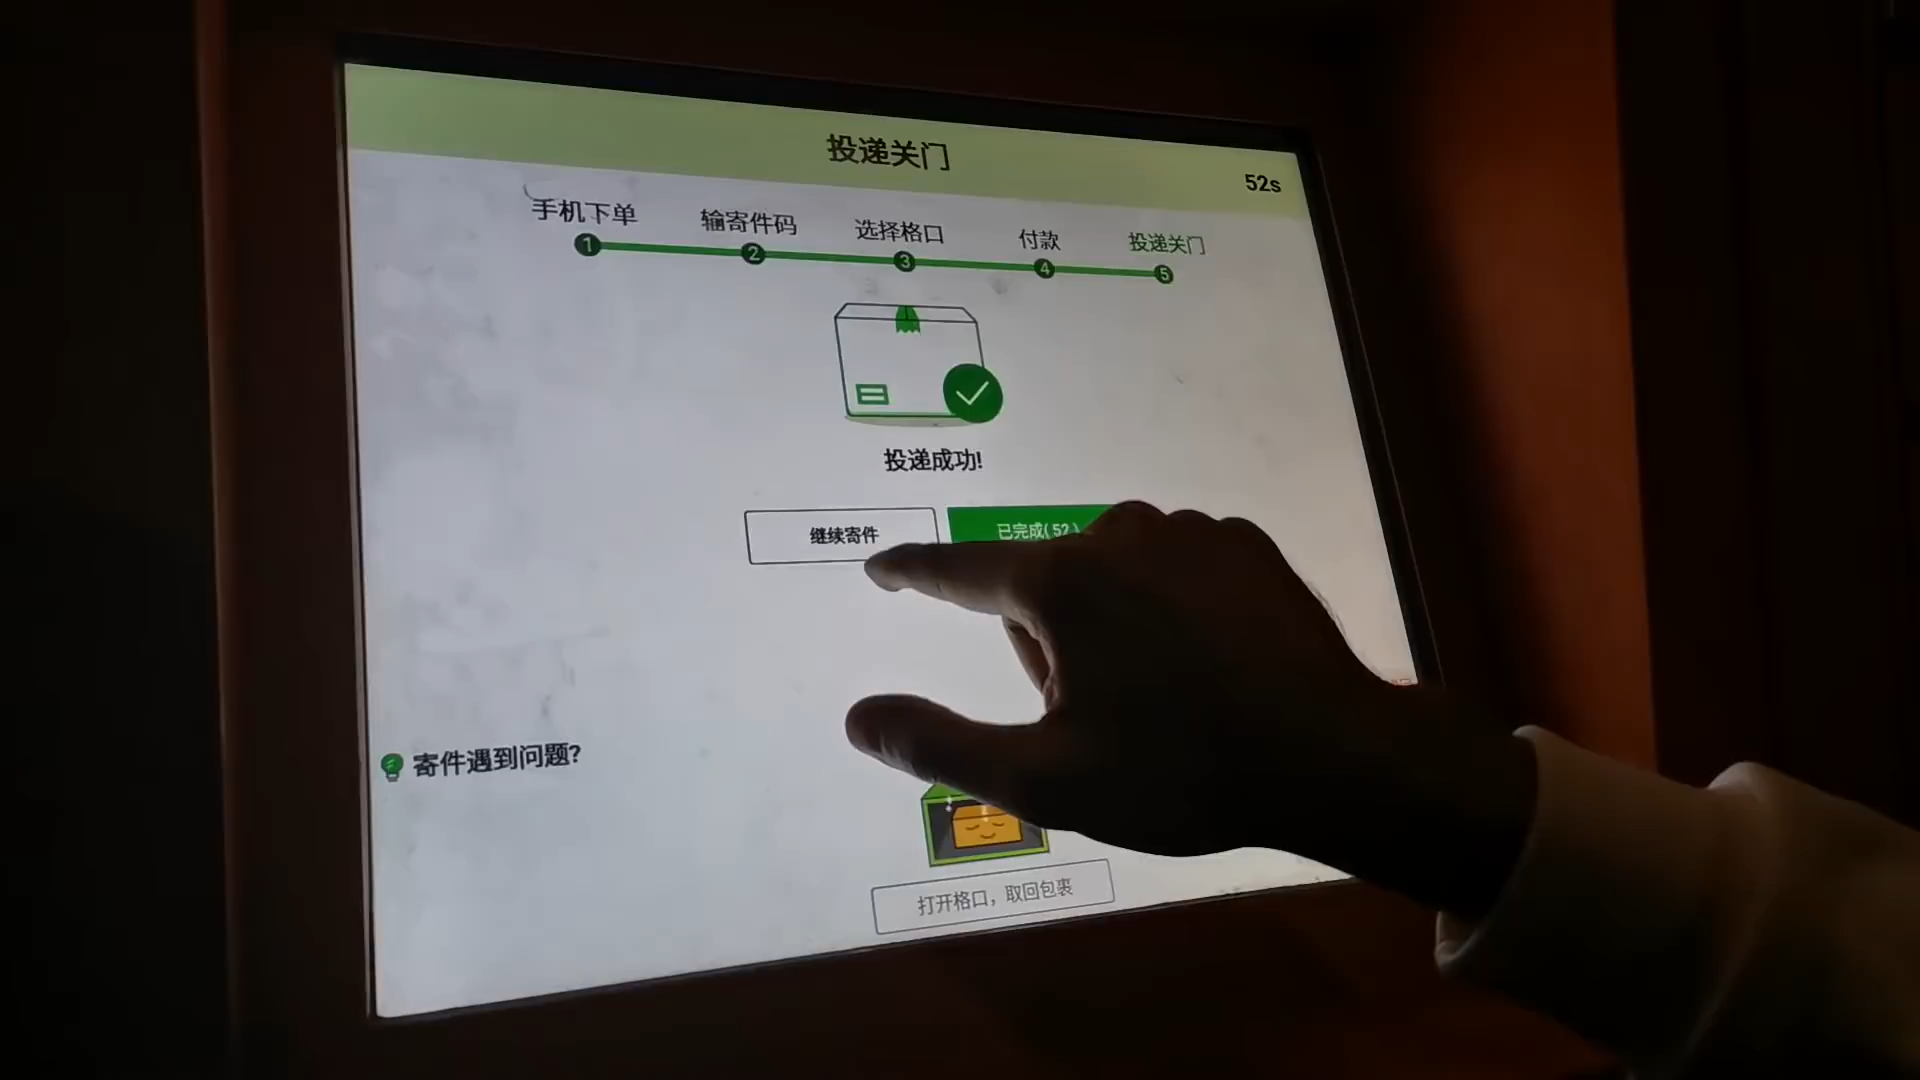 投递关门
52s
手机下单
输寄件码
选择格口
付款
投递关门
1
2
3
4
5
投递成功!
继续寄件
已完成( 52 )
寄件遇到问题?
打开格口，取回包裹